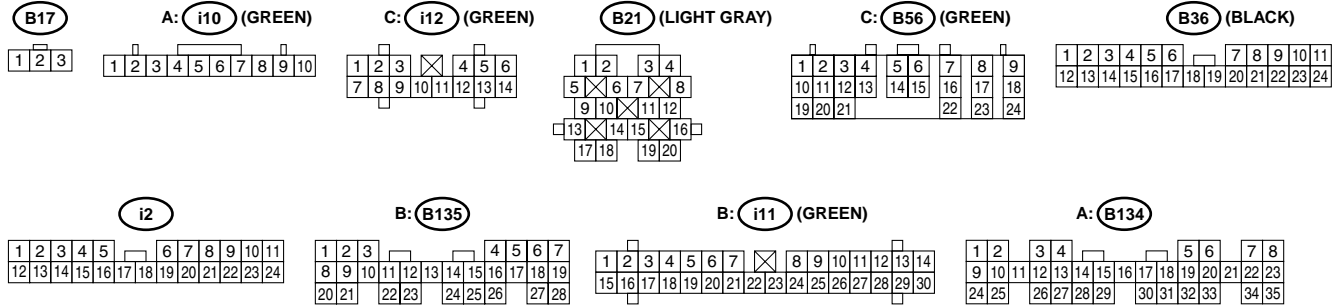 B17 A: i10 (GREEN) C: i12 (GREEN) B21 (LIGHT GRAY) C: B56 (GREEN) B36 (BLACK)
1 2 3
1 2 3 4 5 6 7 8 9 10
1 2 3 4 5 6
7 8 9 10 11 12 13 14
1 2 3 4
5 6 7 8
9 10 11 12
13 14 15 16
17 18 19 20
1 2 3 4 5 6 7 8 9
10 11 12 13 14 15 16 17 18
19 20 21 22 23 24
1 2 3 4 5 6 7 8 9 10 11
12 13 14 15 16 17 18 19 20 21 22 23 24
i2 B: B135 B: i11 (GREEN) A: B134
1 2 3 4 5 6 7 8 9 10 11
12 13 14 15 16 17 18 19 20 21 22 23 24
1 2 3 4 5 6 7
8 9 10 11 12 13 14 15 16 17 18 19
20 21 22 23 24 25 26 27 28
1 2 3 4 5 6 7 8 9 10 11 12 13 14
15 16 17 18 19 20 21 22 23 24 25 26 27 28 29 30
1 2 3 4 5 6 7 8
9 10 11 12 13 14 15 16 17 18 19 20 21 22 23
24 25 26 27 28 29 30 31 32 33 34 35